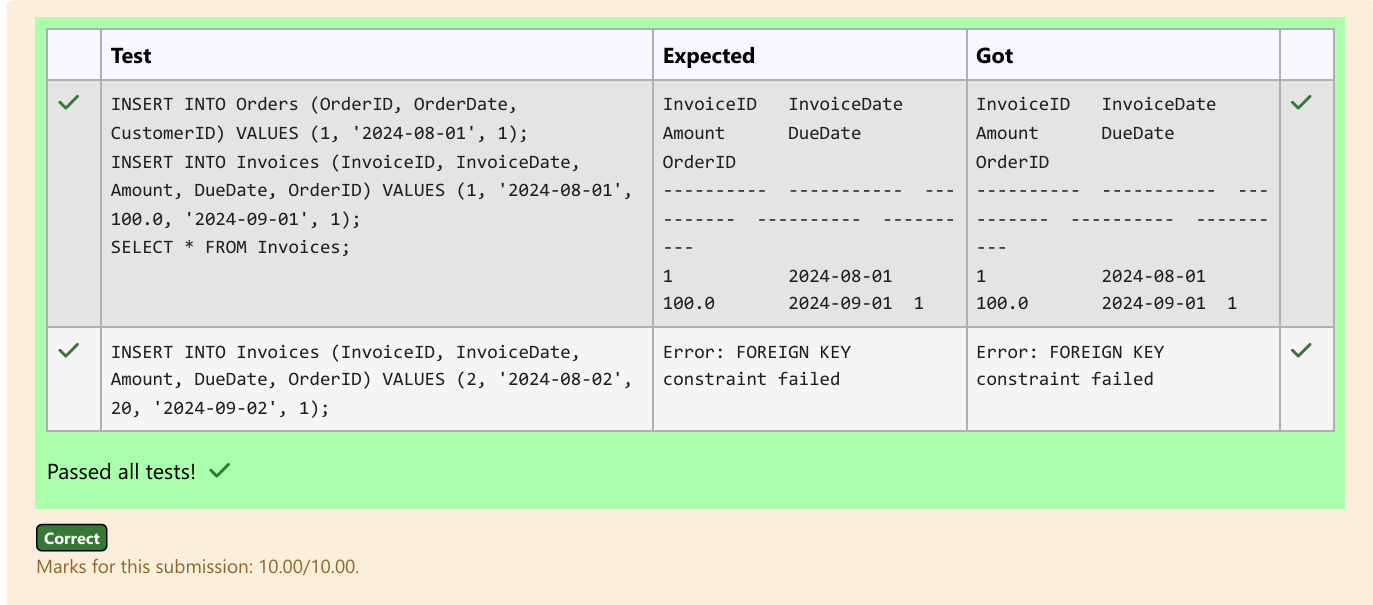 Test Expected Got
INSERT INTO Orders (OrderID, OrderDate,
CustomerID) VALUES (1, '2024-08-01', 1);
INSERT INTO Invoices (InvoiceID, InvoiceDate,
Amount, DueDate, OrderID) VALUES (1, '2024-08-01',
100.0, '2024-09-01', 1);
SELECT * FROM Invoices;
InvoiceID   InvoiceDate
Amount      DueDate
OrderID
----------  -----------  ---
-------  ----------  -------
---
1           2024-08-01
100.0       2024-09-01  1
InvoiceID   InvoiceDate
Amount      DueDate
OrderID
----------  -----------  ---
-------  ----------  -------
---
1           2024-08-01
100.0       2024-09-01  1
INSERT INTO Invoices (InvoiceID, InvoiceDate,
Amount, DueDate, OrderID) VALUES (2, '2024-08-02',
20, '2024-09-02', 1);
Error: FOREIGN KEY
constraint failed
Error: FOREIGN KEY
constraint failed
Passed all tests!
Correct
Marks for this submission: 10.00/10.00.